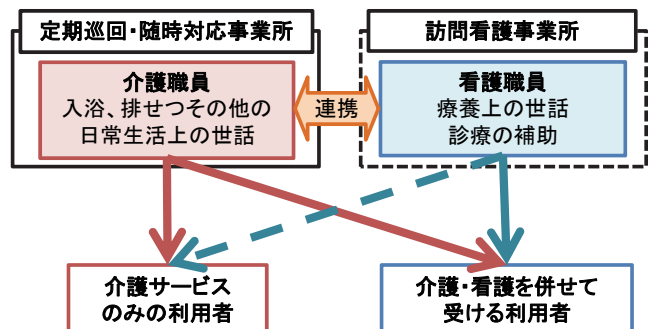 定期巡回・随時対応事業所
訪問看護事業所
介護職員
入浴、排せつその他の
日常生活上の世話
連携
看護職員
療養上の世話
診療の補助
介護サービス
のみの利用者
介護・看護を併せて
受ける利用者